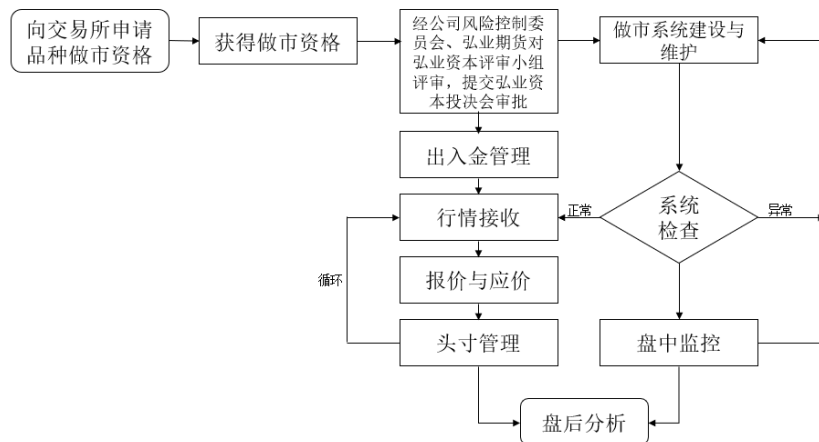 向交易所申请
品种做市资格
获得做市资格
经公司风险控制委
员会、弘业期货对
弘业资本评审小组
评审，提交弘业资
本投决会审批
做市系统建设与
维护
出入金管理
行情接收
正常
系统
检查
异常
循环
报价与应价
头寸管理
盘中监控
盘后分析